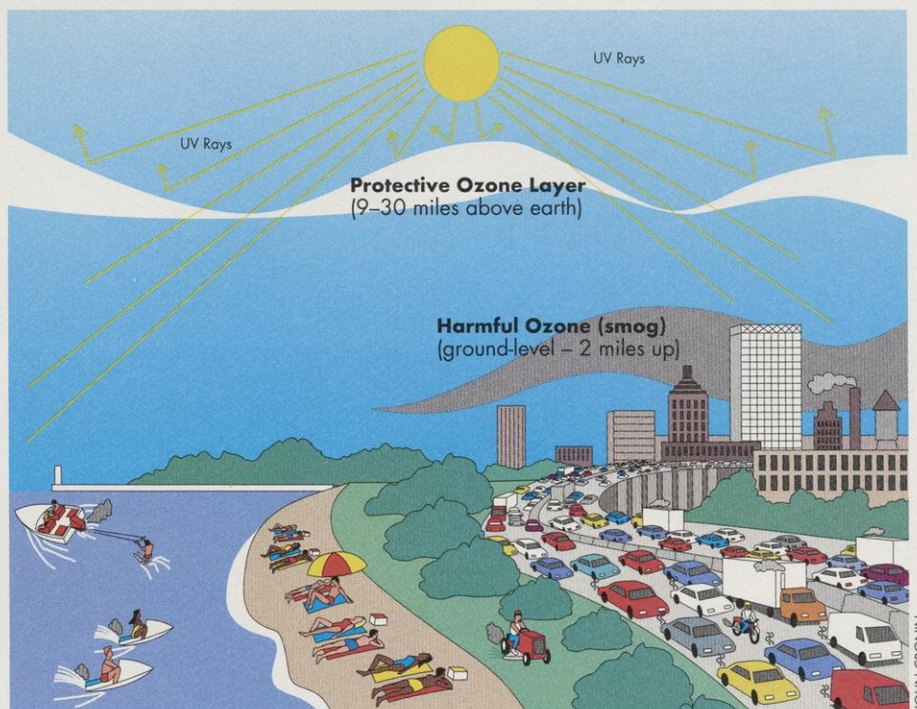 UV Rays
UV Rays
Protective Ozone Layer
(9–30 miles above earth)
Harmful Ozone (smog)
(ground-level – 2 miles up)